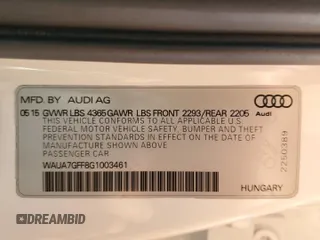 MFD. BY AUDI AG
05 15 GVWR LBS 4365 GAWR LBS FRONT 2293/REAR 2205
Audi
THIS VEHICLE CONFORMS TO ALL APPLICABLE U.S.
FEDERAL MOTOR VEHICLE SAFETY, BUMPER AND THEFT
PREVENTION STANDARDS IN EFFECT ON THE DATE OF
MANUFACTURE SHOWN ABOVE.
PASSENGER CAR
WAUA7GFF8G1003461
HUNGARY
2250389
DREAMBID